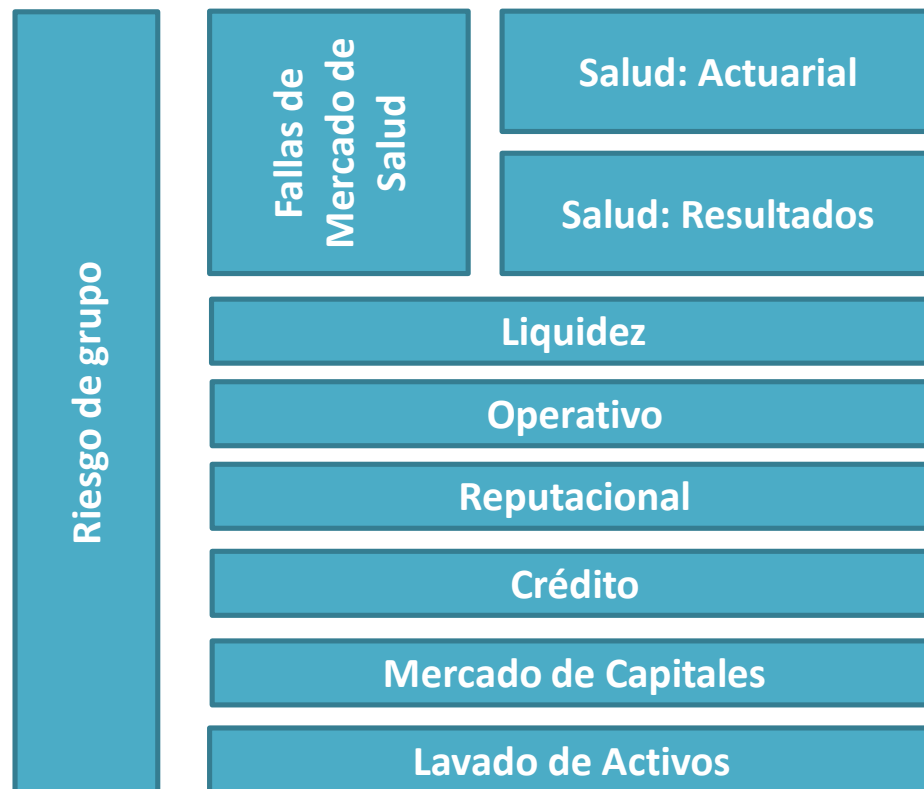 Riesgo de grupo
Fallas de
Mercado de
Salud
Salud: Actuarial
Salud: Resultados
Liquidez
Operativo
Reputacional
Crédito
Mercado de Capitales
Lavado de Activos